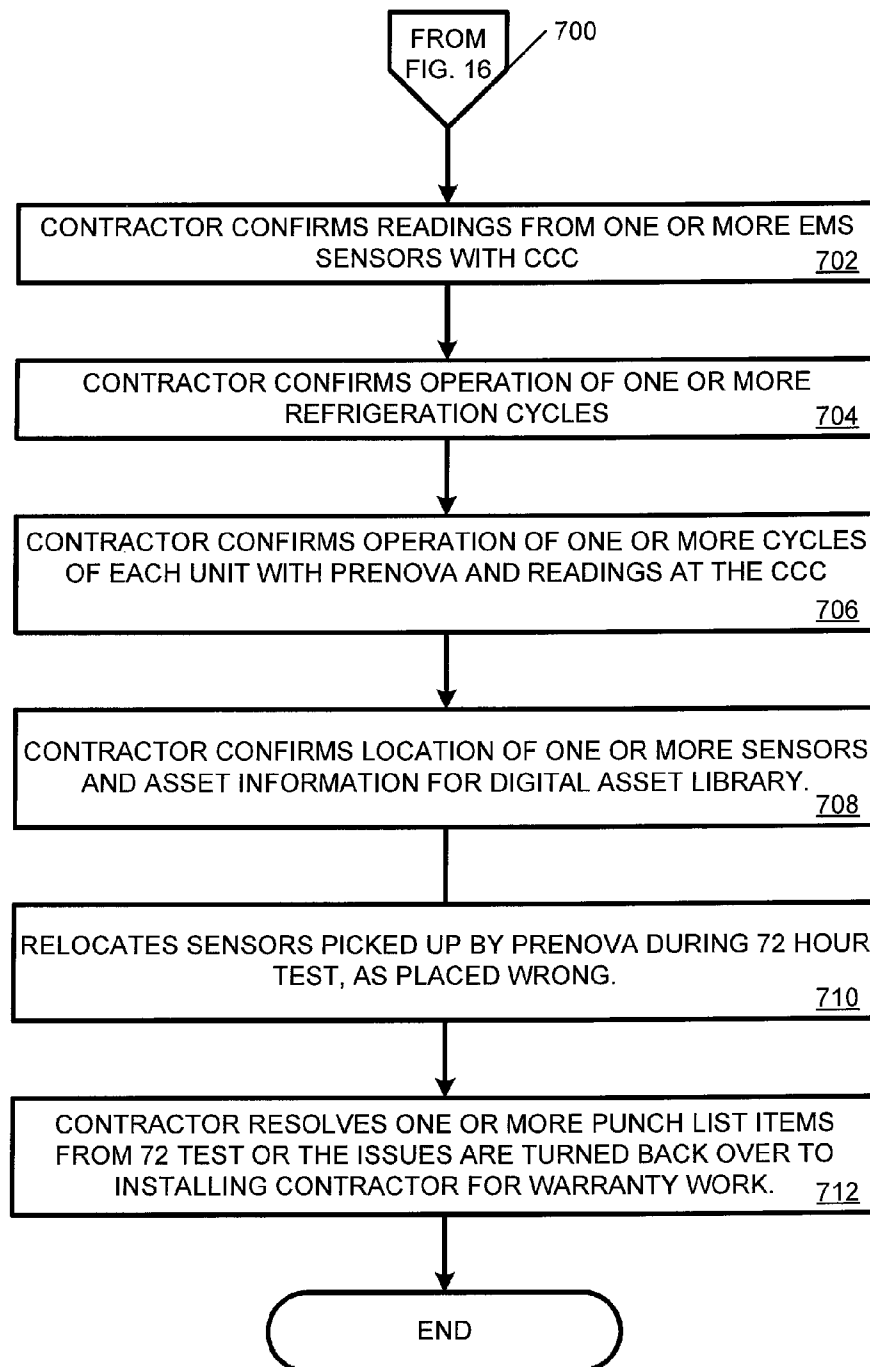 FROM
FIG. 16
700
CONTRACTOR CONFIRMS READINGS FROM ONE OR MORE EMS
SENSORS WITH CCC
702
CONTRACTOR CONFIRMS OPERATION OF ONE OR MORE
REFRIGERATION CYCLES
704
CONTRACTOR CONFIRMS OPERATION OF ONE OR MORE CYCLES
OF EACH UNIT WITH PRENOVA AND READINGS AT THE CCC
706
CONTRACTOR CONFIRMS LOCATION OF ONE OR MORE SENSORS
AND ASSET INFORMATION FOR DIGITAL ASSET LIBRARY.
708
RELOCATES SENSORS PICKED UP BY PRENOVA DURING 72 HOUR
TEST, AS PLACED WRONG.
710
CONTRACTOR RESOLVES ONE OR MORE PUNCH LIST ITEMS
FROM 72 TEST OR THE ISSUES ARE TURNED BACK OVER TO
INSTALLING CONTRACTOR FOR WARRANTY WORK.
712
END